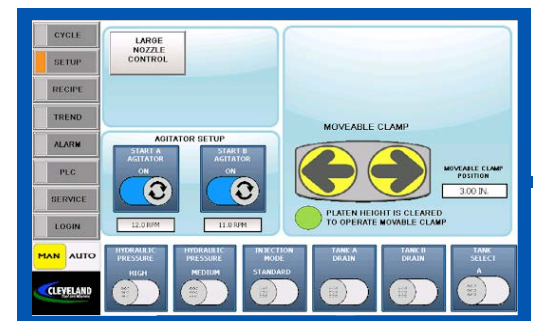 CYCLE
SETUP
RECIPE
TREND
ALARM
PLC
SERVICE
LOGIN
MAN AUTO
CLEVELAND
LARGE
NOZZLE
CONTROL
AGITATOR SETUP
START A
AGITATOR
ON
12.0 RPM
START B
AGITATOR
ON
11.0 RPM
MOVEABLE CLAMP
MOVEABLE CLAMP
POSITION
3.00 IN.
PLATEN HEIGHT IS CLEARED
TO OPERATE MOVABLE CLAMP
HYDRAULIC
PRESSURE
HIGH
HYDRAULIC
PRESSURE
MEDIUM
INJECTION
MODE
STANDARD
TANK A
DRAIN
TANK B
DRAIN
TANK
SELECT
A